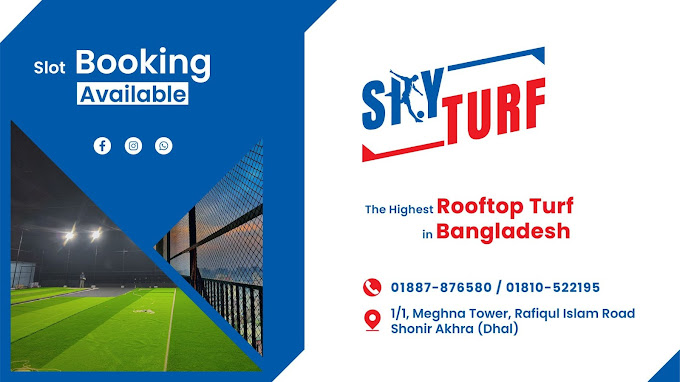 Slot Booking
Available
SKY
TURF
The Highest Rooftop Turf
in Bangladesh
01887-876580 / 01810-522195
1/1, Meghna Tower, Rafiqul Islam Road
Shonir Akhra (Dhal)